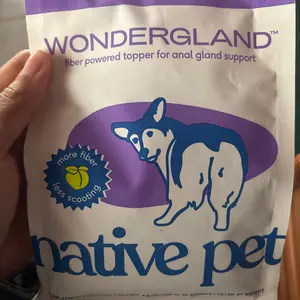 WONDERGLAND™
fiber powered topper for anal gland support
more fiber
less scooting
native pet